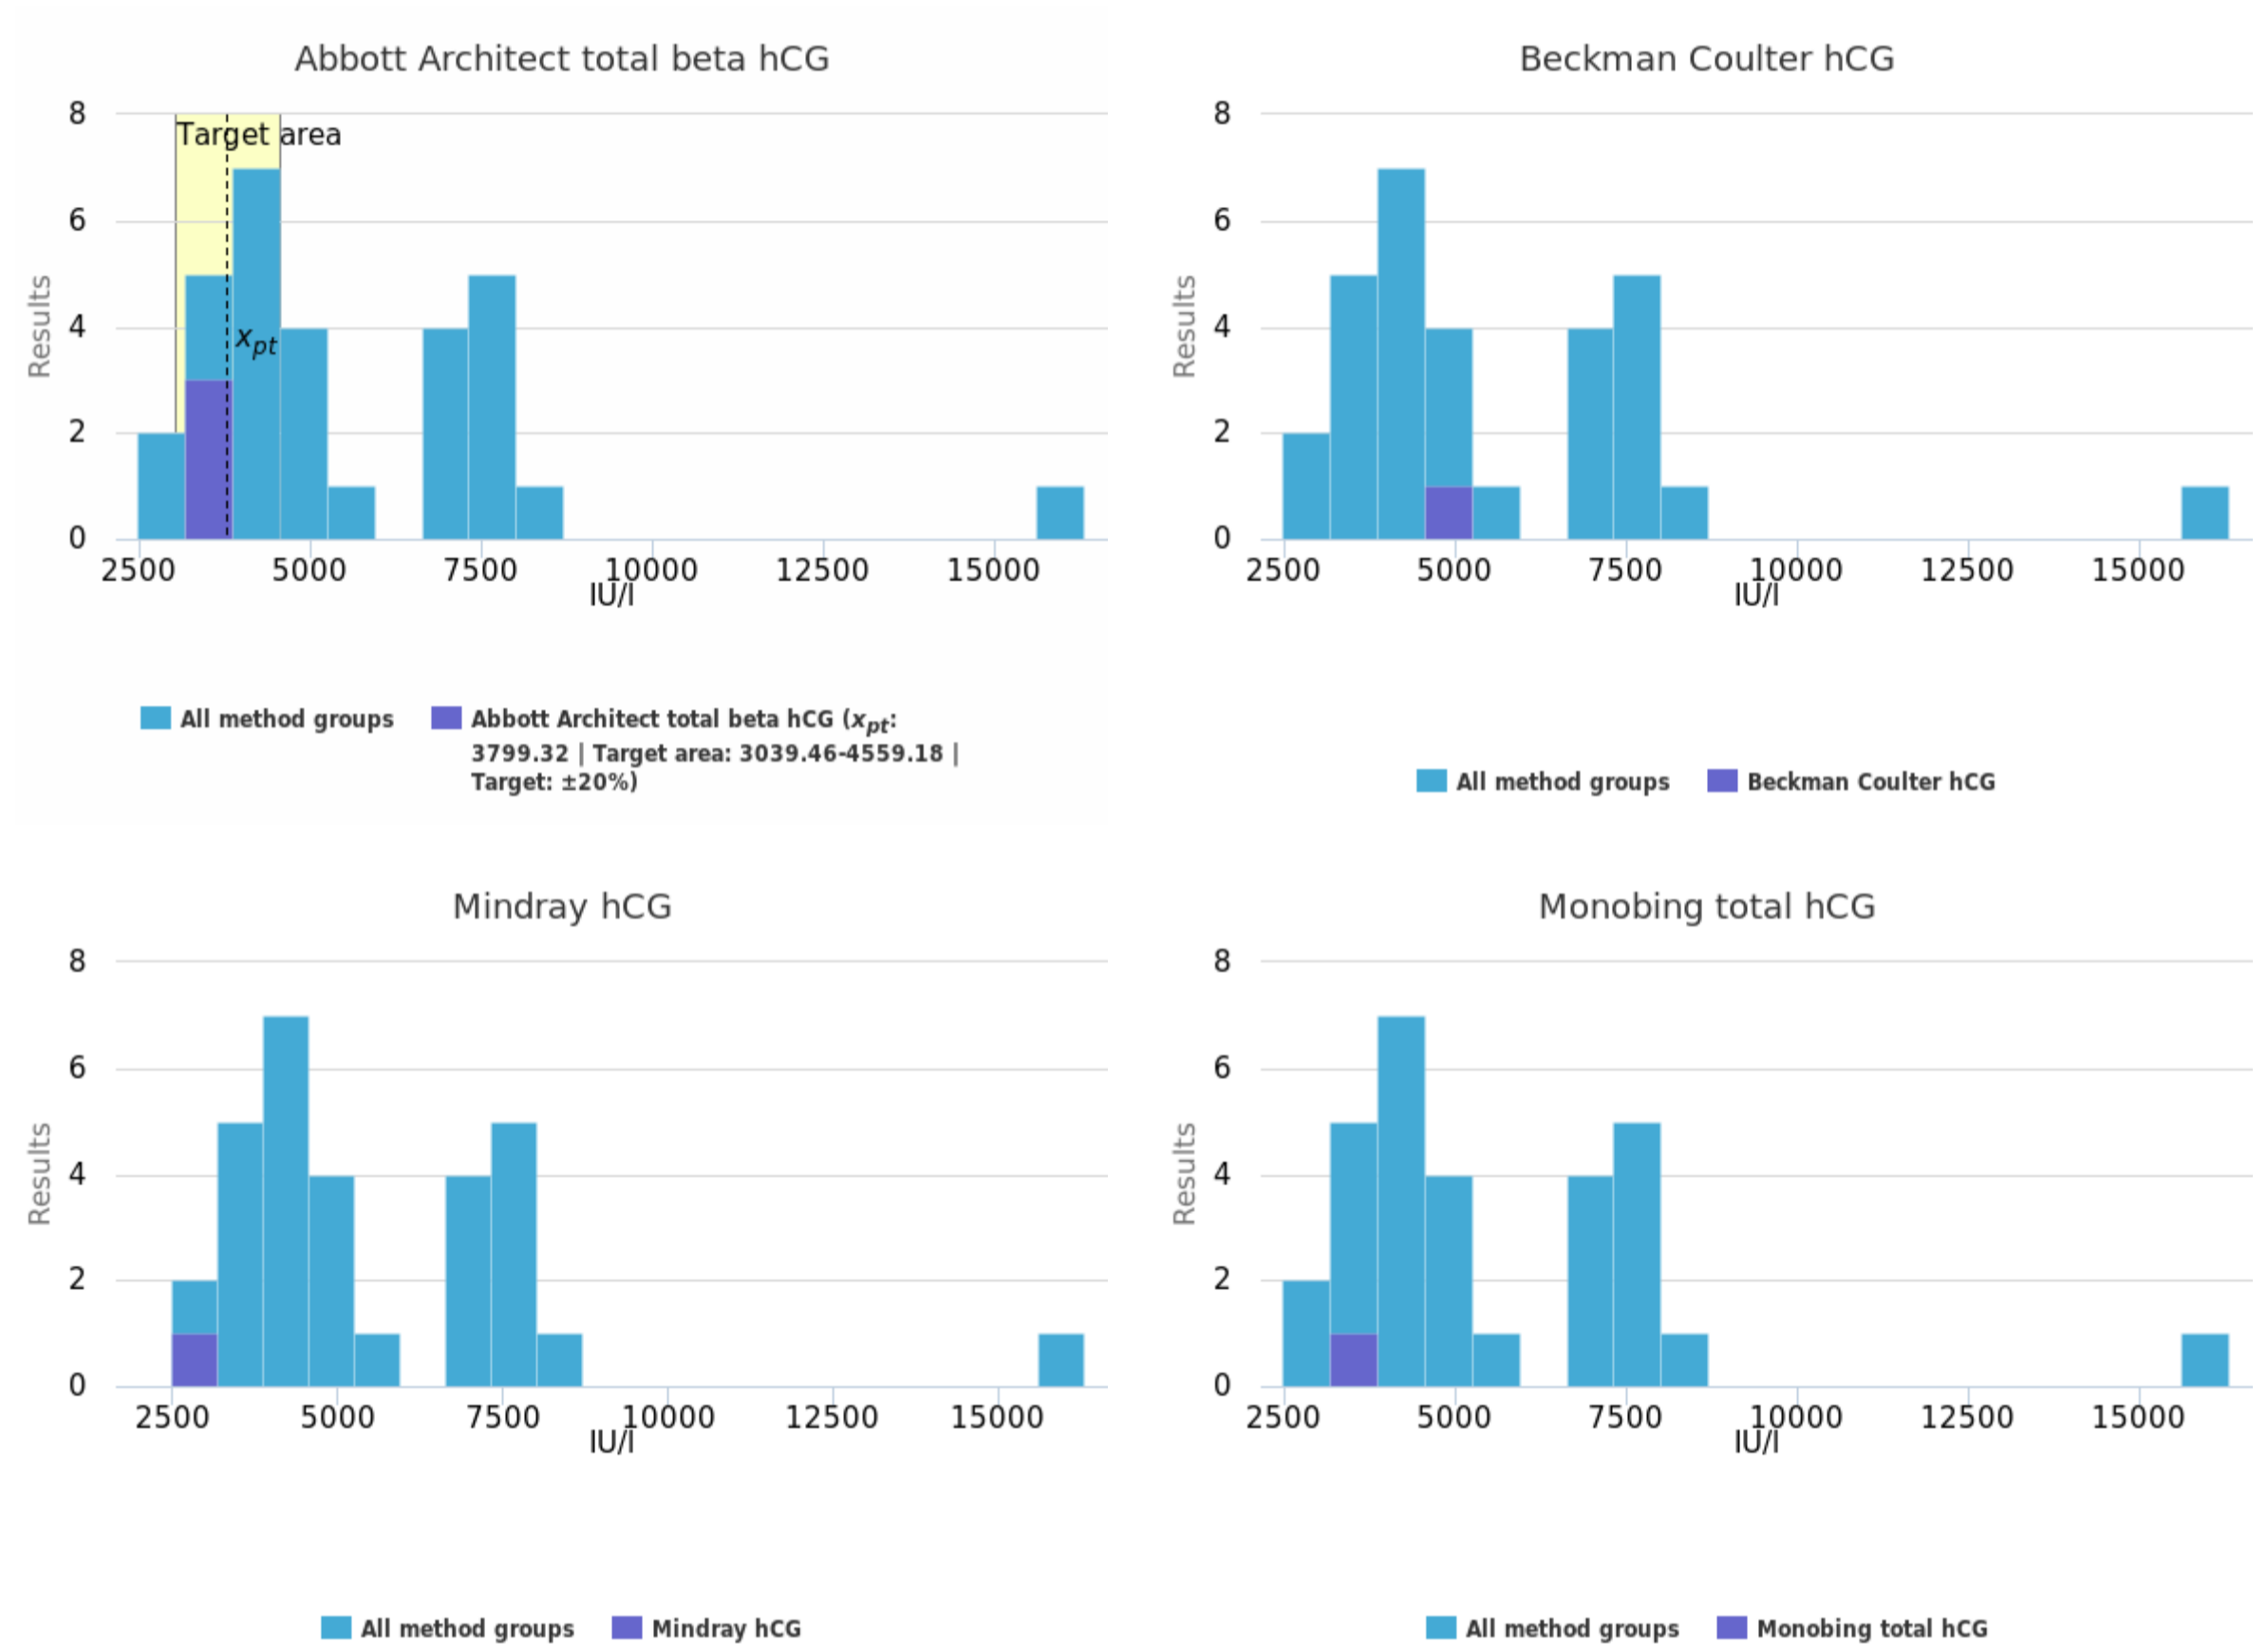 Abbott Architect total beta hCG
8
Target area
6
Results
4
xpt
2
0
2500 5000 7500 10000 12500 15000
IU/l
All method groups
Abbott Architect total beta hCG (xpt:
3799.32 | Target area: 3039.46-4559.18 |
Target: ±20%)
Beckman Coulter hCG
8
6
Results
4
2
0
2500 5000 7500 10000 12500 15000
IU/l
All method groups Beckman Coulter hCG
Mindray hCG
8
6
Results
4
2
0
2500 5000 7500 10000 12500 15000
IU/l
All method groups Mindray hCG
Monobing total hCG
8
6
Results
4
2
0
2500 5000 7500 10000 12500 15000
IU/l
All method groups Monobing total hCG